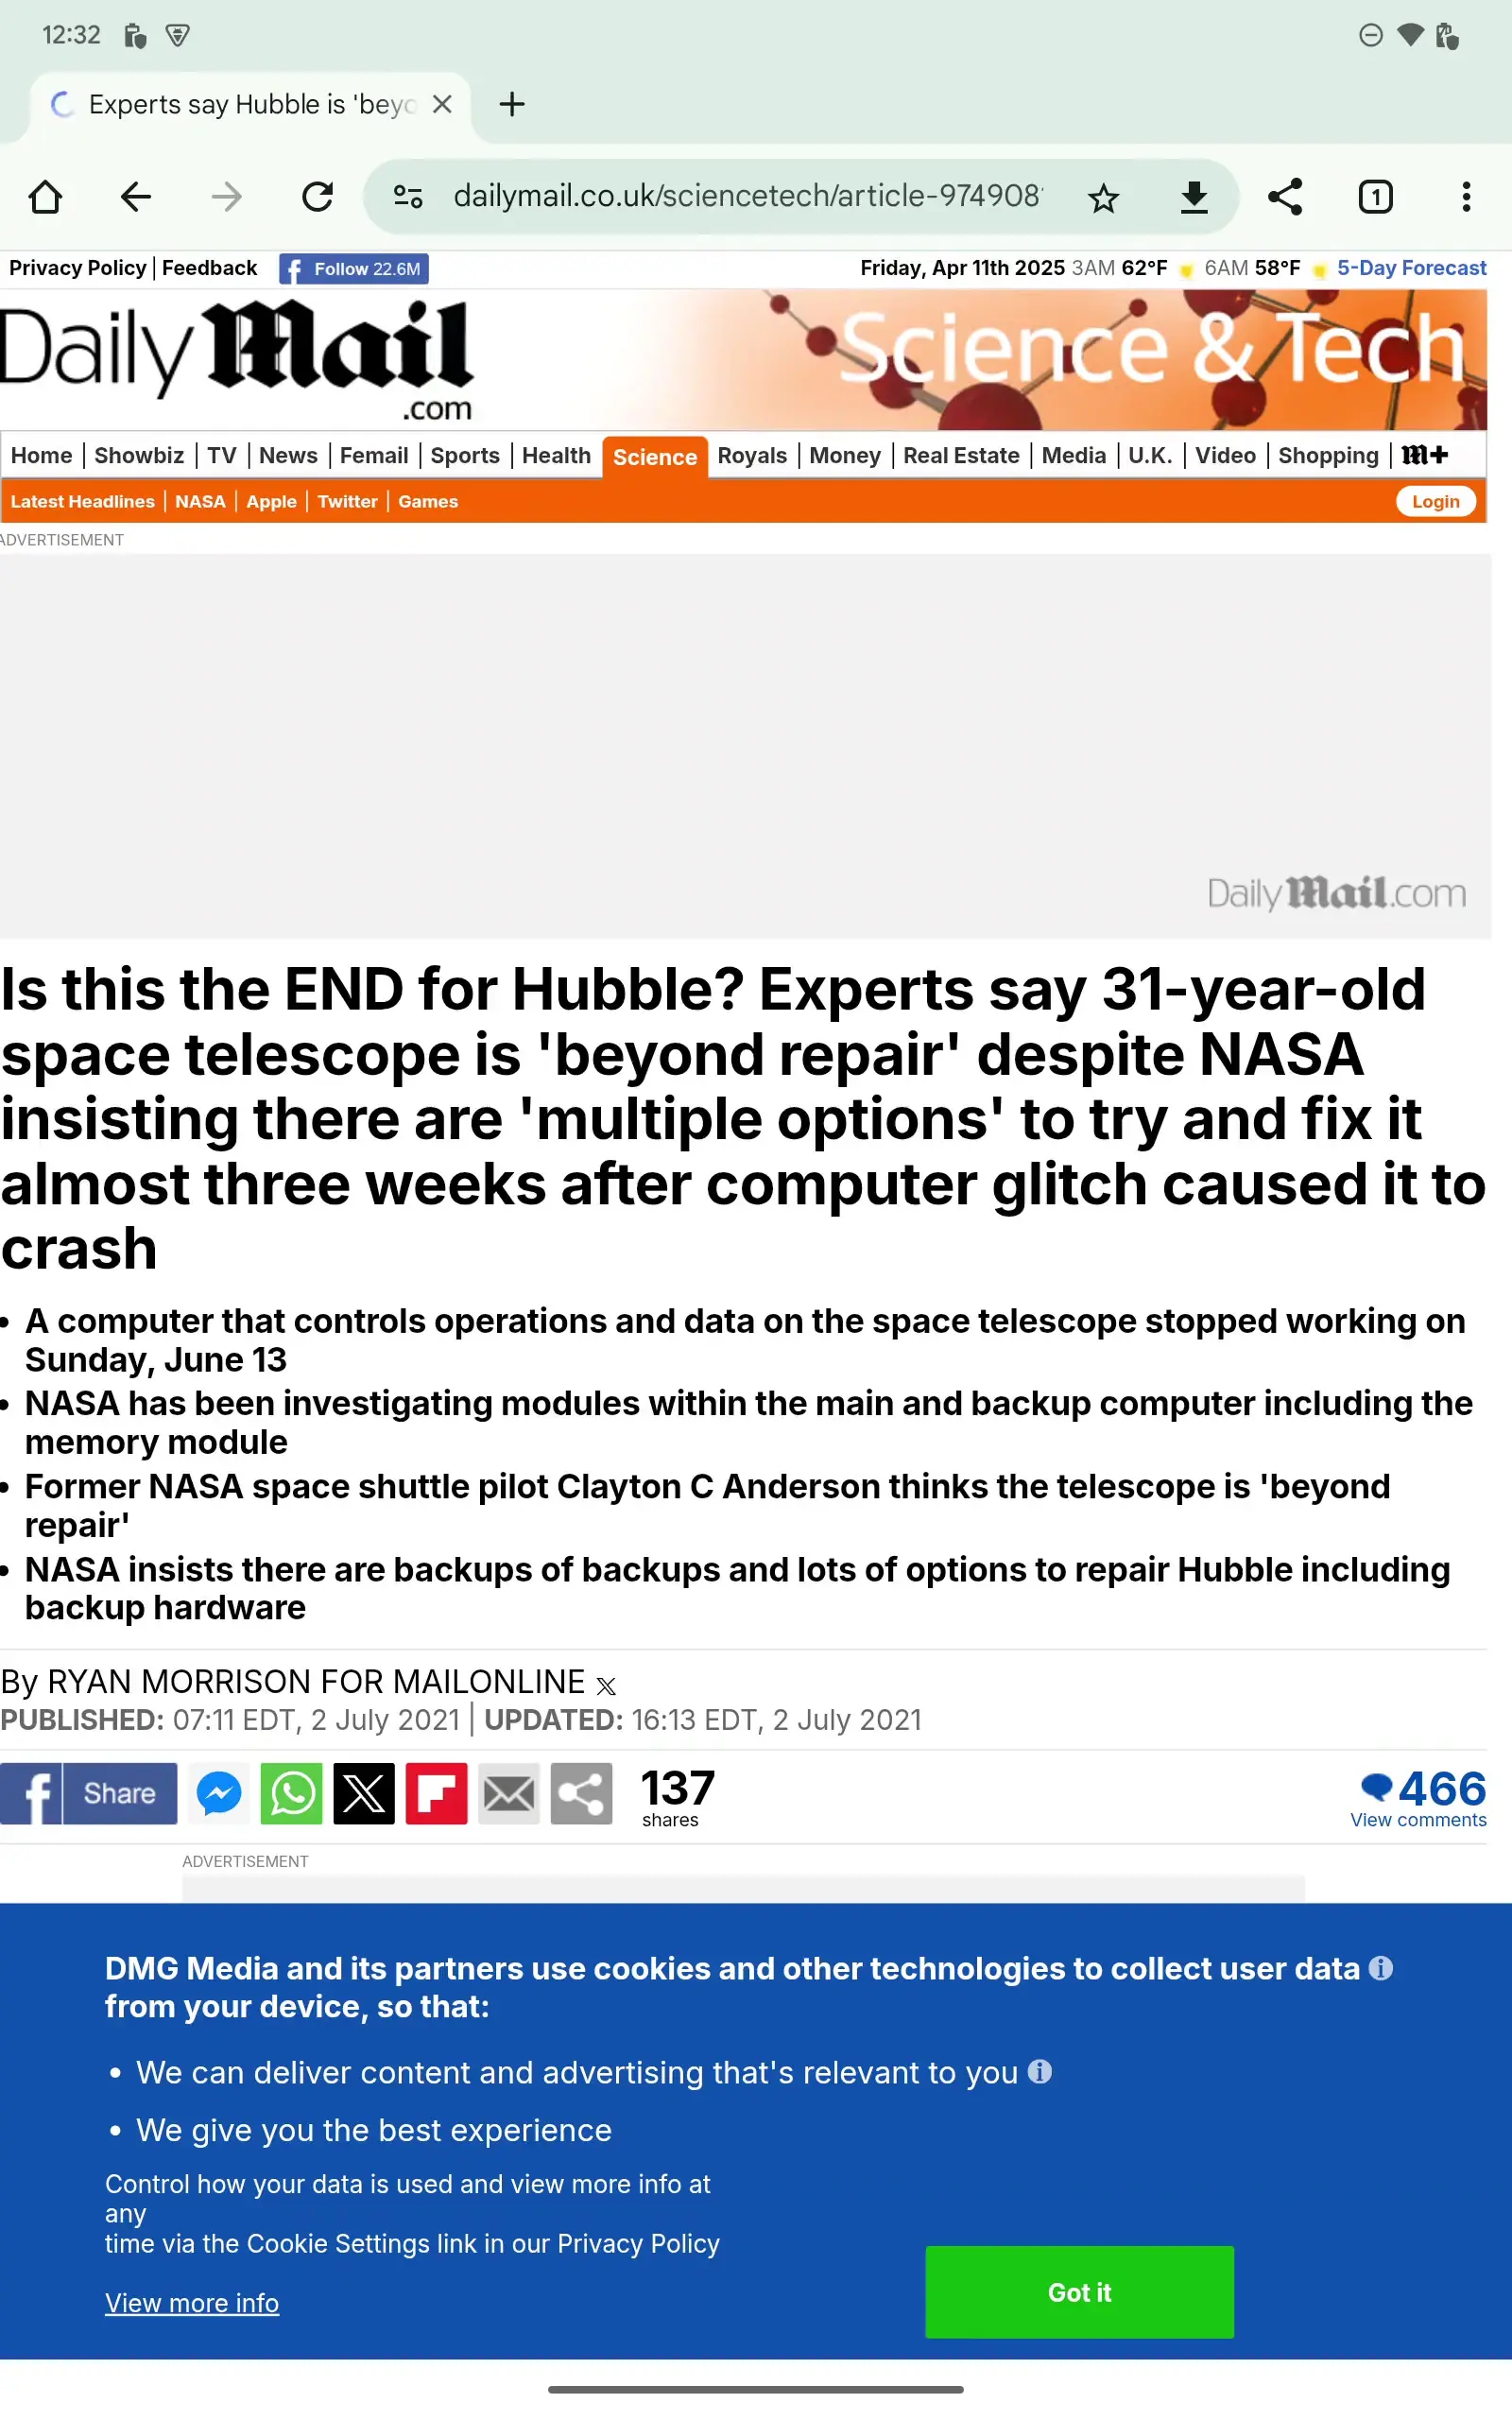 12:32
Experts say Hubble is 'beyo
dailymail.co.uk/sciencetech/article-974908
1
Privacy Policy | Feedback
Follow 22.6M
Friday, Apr 11th 2025 3AM 62°F 6AM 58°F 5-Day Forecast
Daily Mail
.com
Science & Tech
Home | Showbiz | TV | News | Femail | Sports | Health Science Royals | Money | Real Estate | Media | U.K. | Video | Shopping | m+
Latest Headlines | NASA | Apple | Twitter | Games
Login
ADVERTISEMENT
Daily Mail.com
Is this the END for Hubble? Experts say 31-year-old
space telescope is 'beyond repair' despite NASA
insisting there are 'multiple options' to try and fix it
almost three weeks after computer glitch caused it to
crash
• A computer that controls operations and data on the space telescope stopped working on
Sunday, June 13
• NASA has been investigating modules within the main and backup computer including the
memory module
• Former NASA space shuttle pilot Clayton C Anderson thinks the telescope is 'beyond
repair'
• NASA insists there are backups of backups and lots of options to repair Hubble including
backup hardware
By RYAN MORRISON FOR MAILONLINE
PUBLISHED: 07:11 EDT, 2 July 2021 | UPDATED: 16:13 EDT, 2 July 2021
Share
137
shares
466
View comments
ADVERTISEMENT
DMG Media and its partners use cookies and other technologies to collect user data
from your device, so that:
• We can deliver content and advertising that's relevant to you
• We give you the best experience
Control how your data is used and view more info at
any
time via the Cookie Settings link in our Privacy Policy
View more info
Got it